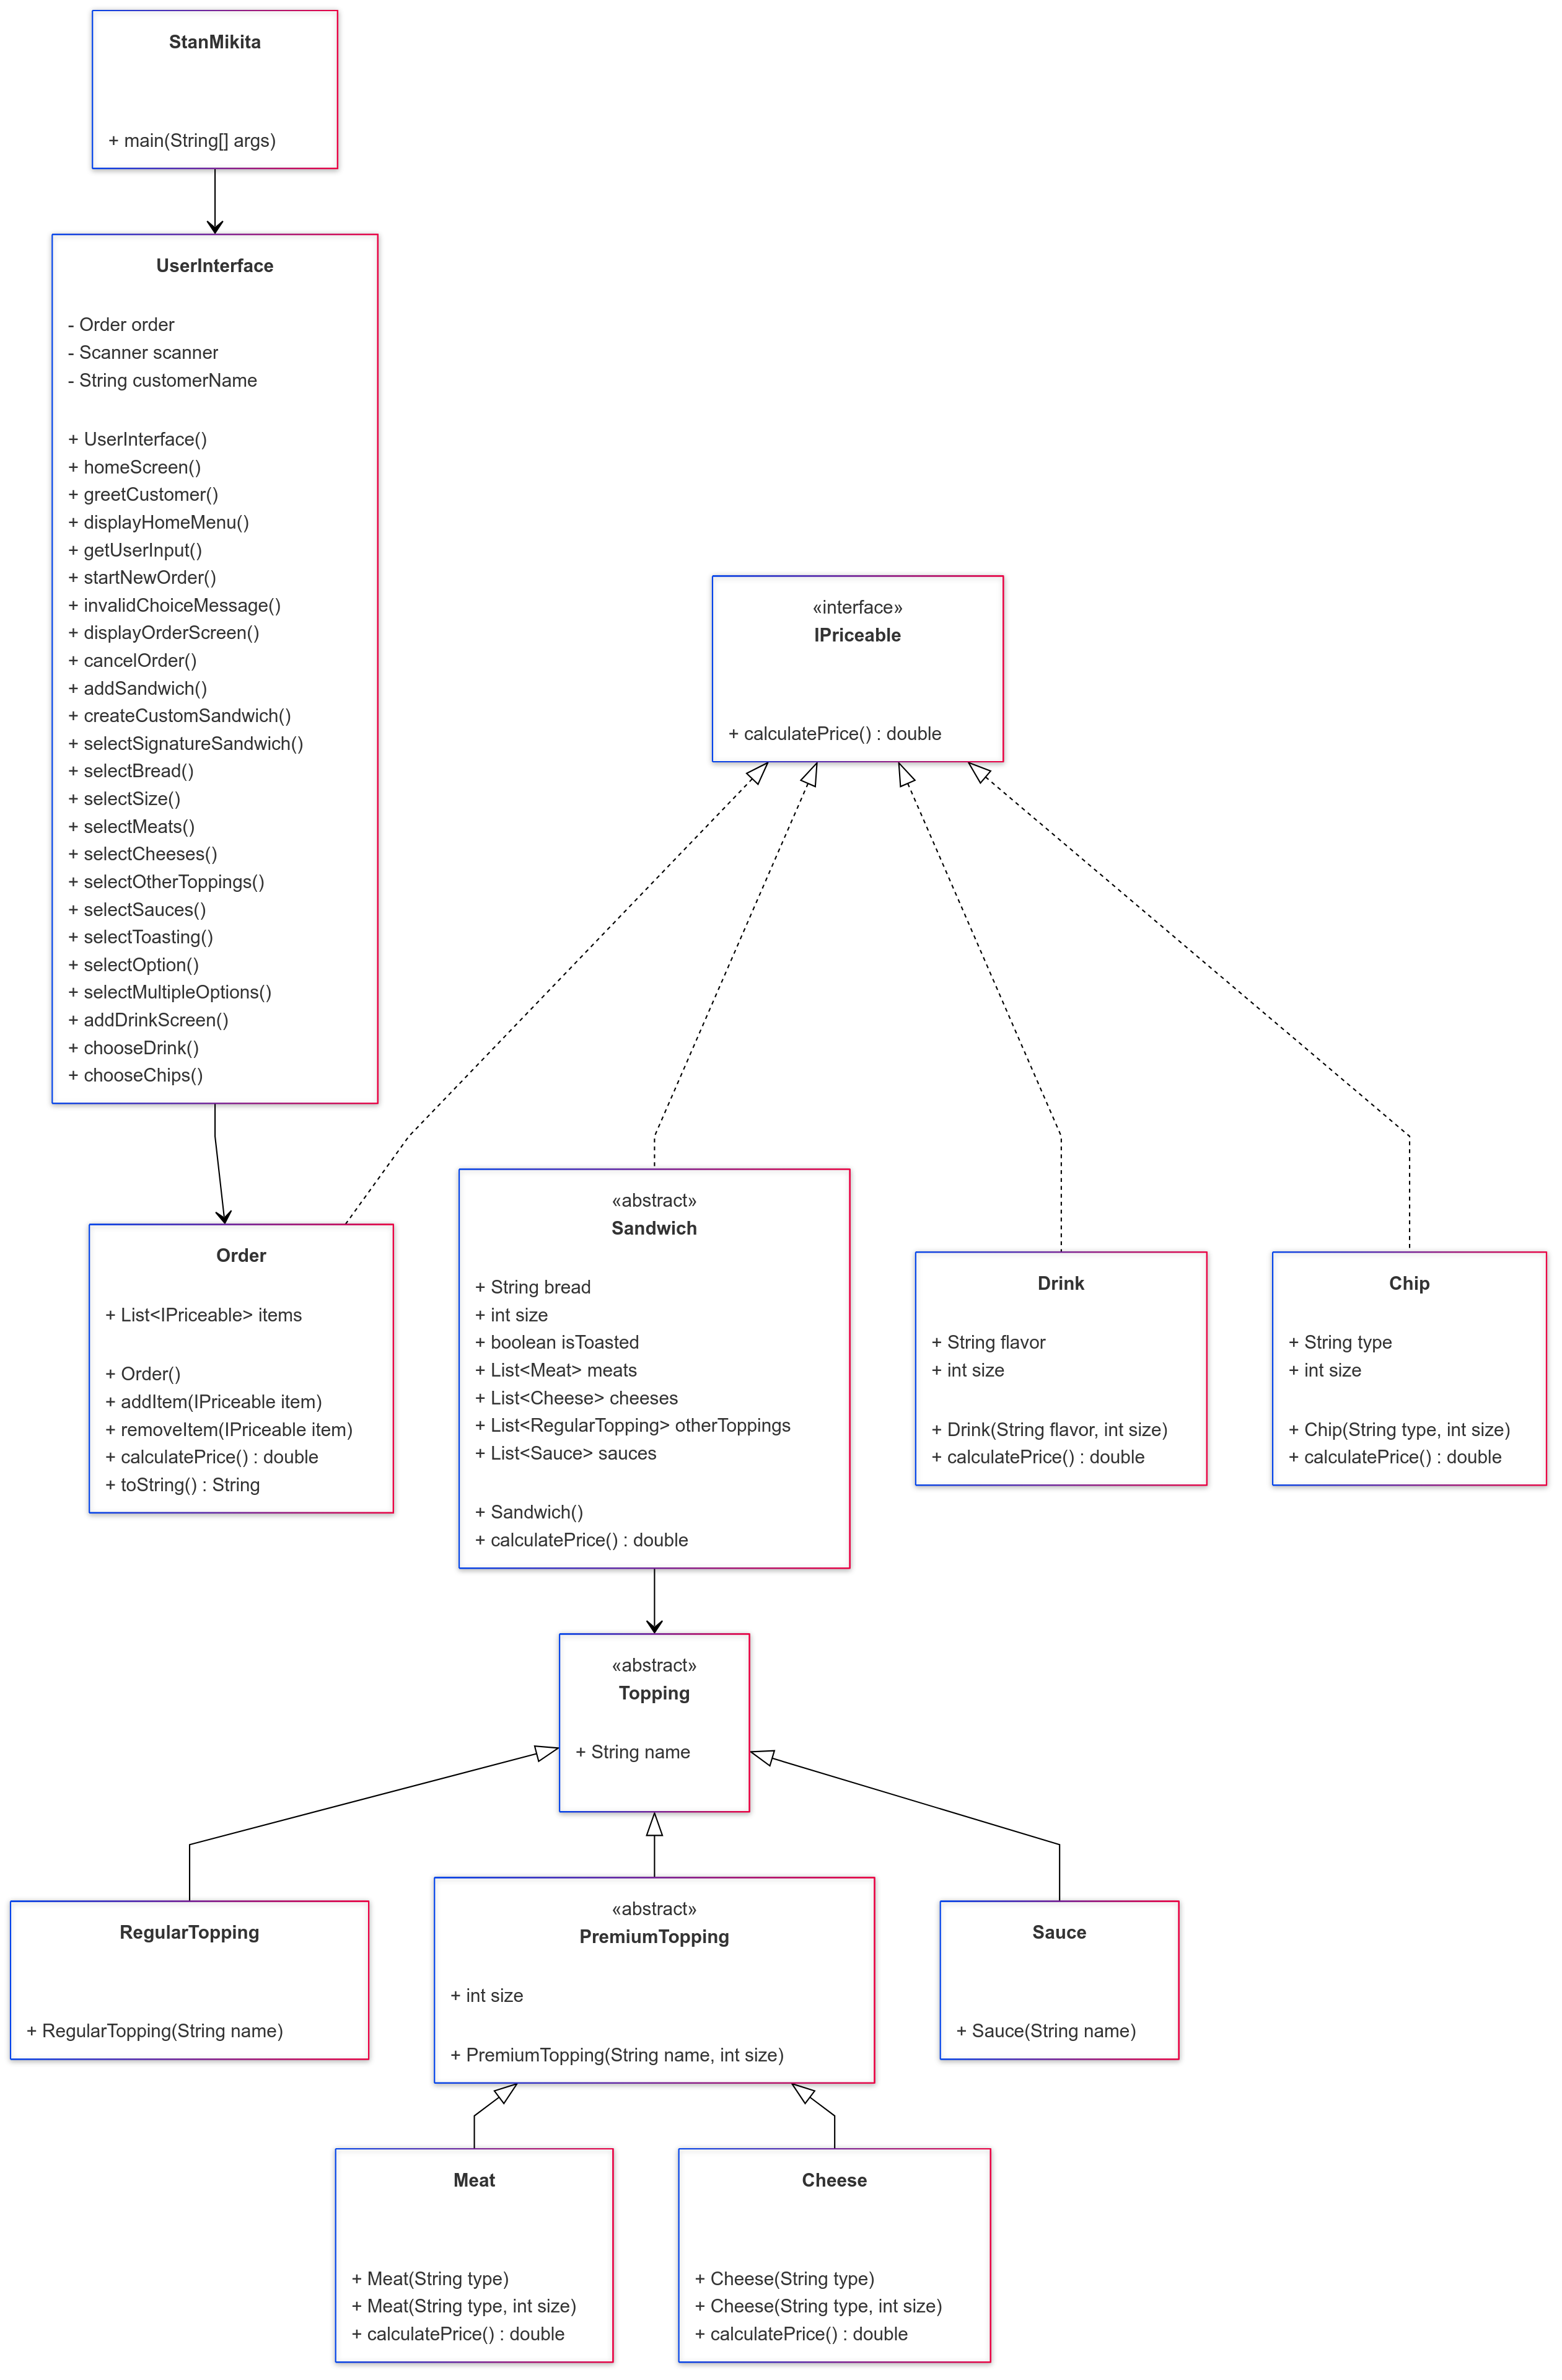 StanMikita
+ main(String[] args)
UserInterface
- Order order
- Scanner scanner
- String customerName
+ UserInterface()
+ homeScreen()
+ greetCustomer()
+ displayHomeMenu()
+ getUserInput()
+ startNewOrder()
+ invalidChoiceMessage()
+ displayOrderScreen()
+ cancelOrder()
+ addSandwich()
+ createCustomSandwich()
+ selectSignatureSandwich()
+ selectBread()
+ selectSize()
+ selectMeats()
+ selectCheeses()
+ selectOtherToppings()
+ selectSauces()
+ selectToasting()
+ selectOption()
+ selectMultipleOptions()
+ addDrinkScreen()
+ chooseDrink()
+ chooseChips()
«interface»
IPriceable
+ calculatePrice() : double
Order
+ List<IPriceable> items
+ Order()
+ addItem(IPriceable item)
+ removeItem(IPriceable item)
+ calculatePrice() : double
+ toString() : String
«abstract»
Sandwich
+ String bread
+ int size
+ boolean isToasted
+ List<Meat> meats
+ List<Cheese> cheeses
+ List<RegularTopping> otherToppings
+ List<Sauce> sauces
+ Sandwich()
+ calculatePrice() : double
Drink
+ String flavor
+ int size
+ Drink(String flavor, int size)
+ calculatePrice() : double
Chip
+ String type
+ int size
+ Chip(String type, int size)
+ calculatePrice() : double
«abstract»
Topping
+ String name
RegularTopping
+ RegularTopping(String name)
«abstract»
PremiumTopping
+ int size
+ PremiumTopping(String name, int size)
Sauce
+ Sauce(String name)
Meat
+ Meat(String type)
+ Meat(String type, int size)
+ calculatePrice() : double
Cheese
+ Cheese(String type)
+ Cheese(String type, int size)
+ calculatePrice() : double